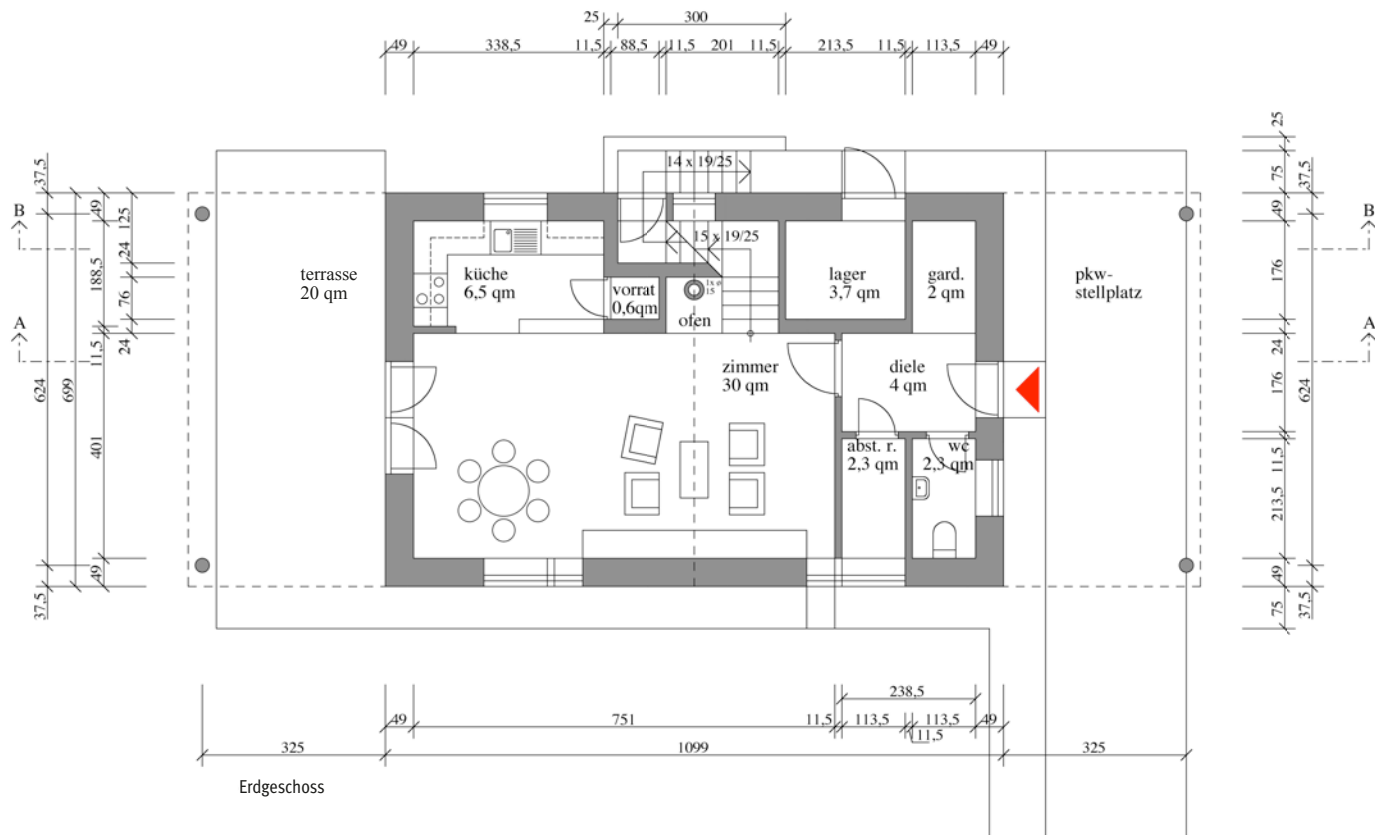 25
300
49
338,5
11,5
88,5
11,5
201
11,5
213,5
11,5
113,5
49
37,5
49
125
24
188,5
76
11,5
24
624
699
401
49
37,5
B
A
25
75
37,5
49
176
24
176
624
11,5
213,5
49
75
37,5
B
A
14 x 19/25
15 x 19/25
terrasse
20 qm
küche
6,5 qm
vorrat
0,6qm
1x ø
15
ofen
lager
3,7 qm
gard.
2 qm
pkw-
stellplatz
zimmer
30 qm
diele
4 qm
abst. r.
2,3 qm
wc
2,3 qm
238,5
49
751
11,5
113,5
113,5
49
11,5
325
1099
325
Erdgeschoss